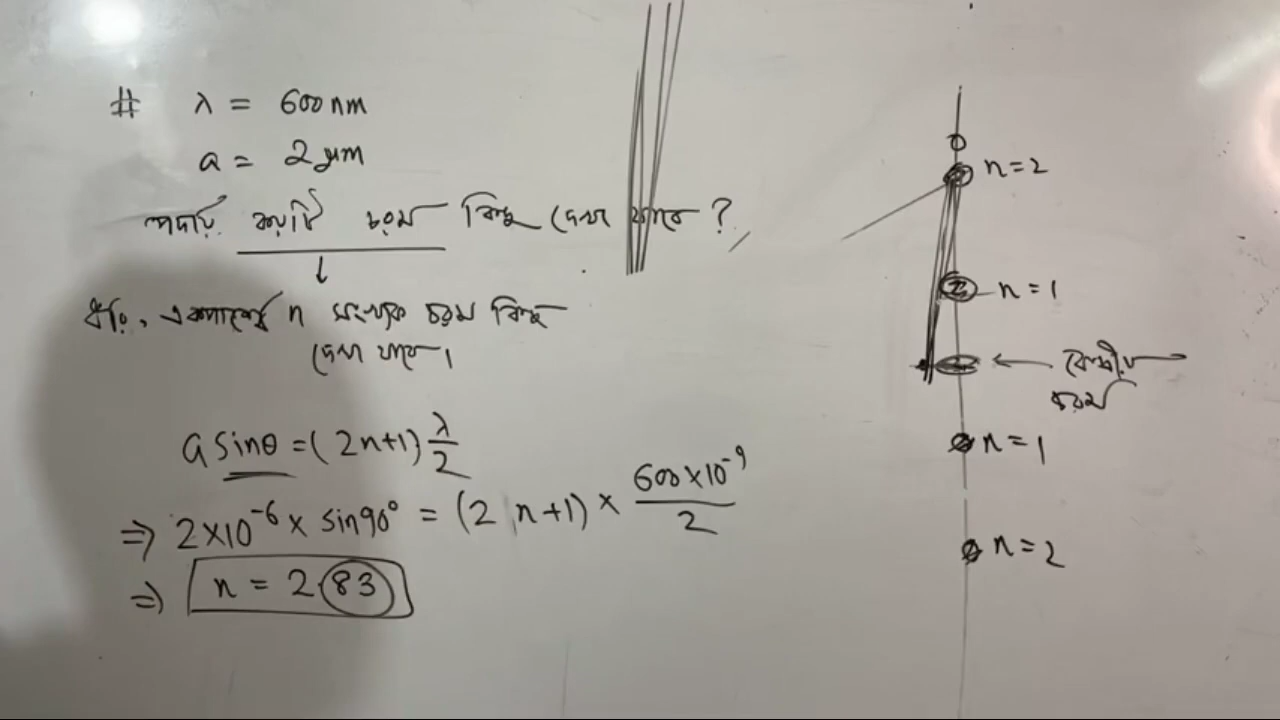 # λ = 600 nm
a = 2 μm
পর্দায় কয়টি চরম বিন্দু দেখা যাবে ?
ধরি, একপার্শ্বে n সংখ্যক চরম বিন্দু
দেখা যাবে।
a sinθ = (2n+1) λ/2
⇒ 2×10⁻⁶ × sin90° = (2n+1) × 600×10⁻⁹/2
⇒ n = 2.83
n = 2
n = 1
← কেন্দ্রীয়
চরম
n = 1
n = 2